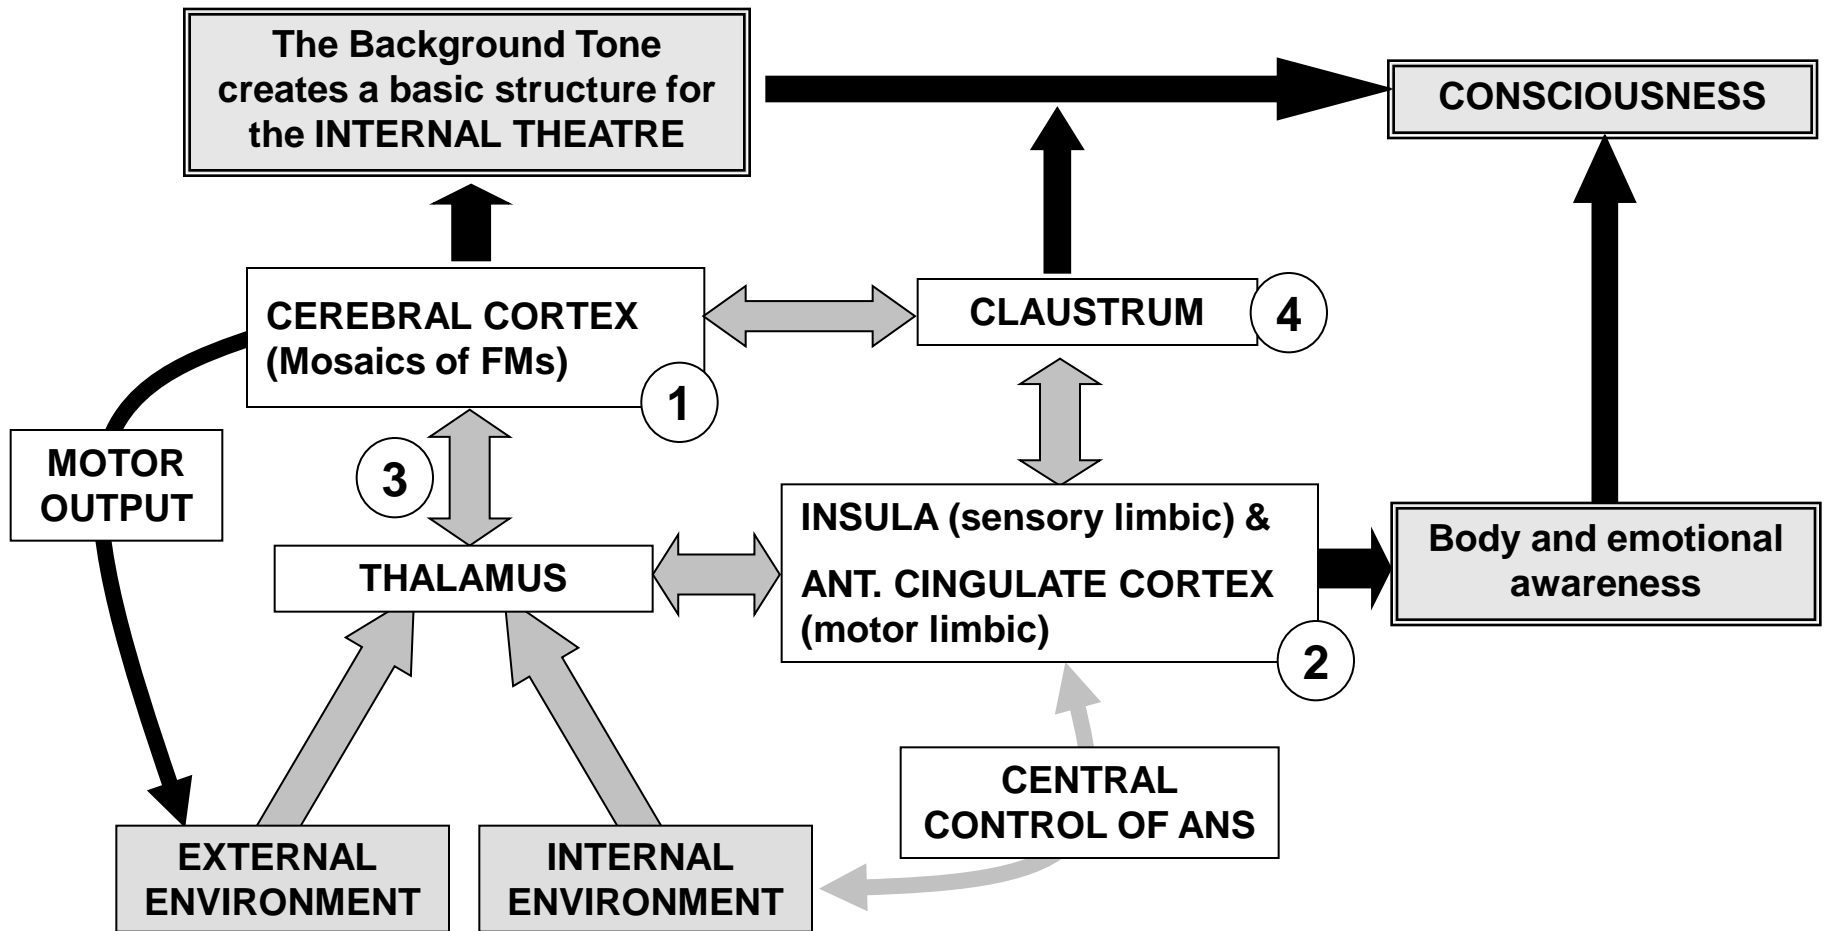 The Background Tone
creates a basic structure for
the INTERNAL THEATRE
CONSCIOUSNESS
CEREBRAL CORTEX
(Mosaics of FMs)
1
CLAUSTRUM
4
MOTOR
OUTPUT
3
THALAMUS
INSULA (sensory limbic) &
ANT. CINGULATE CORTEX
(motor limbic)
2
Body and emotional
awareness
CENTRAL
CONTROL OF ANS
EXTERNAL
ENVIRONMENT
INTERNAL
ENVIRONMENT